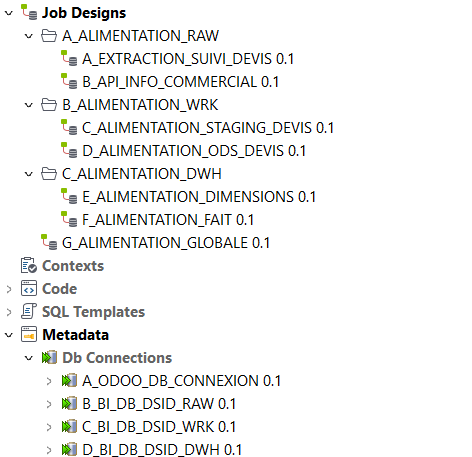 Job Designs
A_ALIMENTATION_RAW
A_EXTRACTION_SUIVI_DEVIS 0.1
B_API_INFO_COMMERCIAL 0.1
B_ALIMENTATION_WRK
C_ALIMENTATION_STAGING_DEVIS 0.1
D_ALIMENTATION_ODS_DEVIS 0.1
C_ALIMENTATION_DWH
E_ALIMENTATION_DIMENSIONS 0.1
F_ALIMENTATION_FAIT 0.1
G_ALIMENTATION_GLOBALE 0.1
Contexts
Code
SQL Templates
Metadata
Db Connections
A_ODOO_DB_CONNEXION 0.1
B_BI_DB_DSID_RAW 0.1
C_BI_DB_DSID_WRK 0.1
D_BI_DB_DSID_DWH 0.1